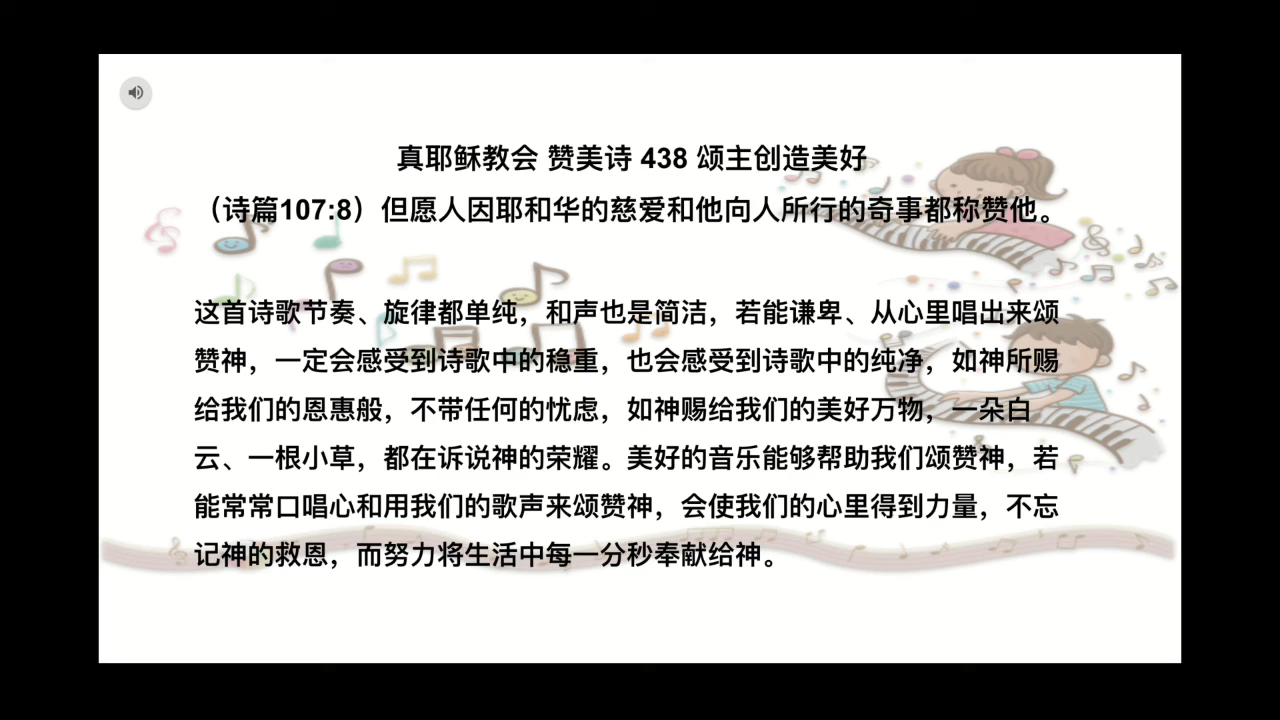 真耶稣教会 赞美诗 438 颂主创造美好
（诗篇107:8）但愿人因耶和华的慈爱和他向人所行的奇事都称赞他。
这首诗歌节奏、旋律都单纯，和声也是简洁，若能谦卑、从心里唱出来颂
赞神，一定会感受到诗歌中的稳重，也会感受到诗歌中的纯净，如神所赐
给我们的恩惠般，不带任何的忧虑，如神赐给我们的美好万物，一朵白
云、一根小草，都在诉说神的荣耀。美好的音乐能够帮助我们颂赞神，若
能常常口唱心和用我们的歌声来颂赞神，会使我们的心里得到力量，不忘
记神的救恩，而努力将生活中每一分秒奉献给神。